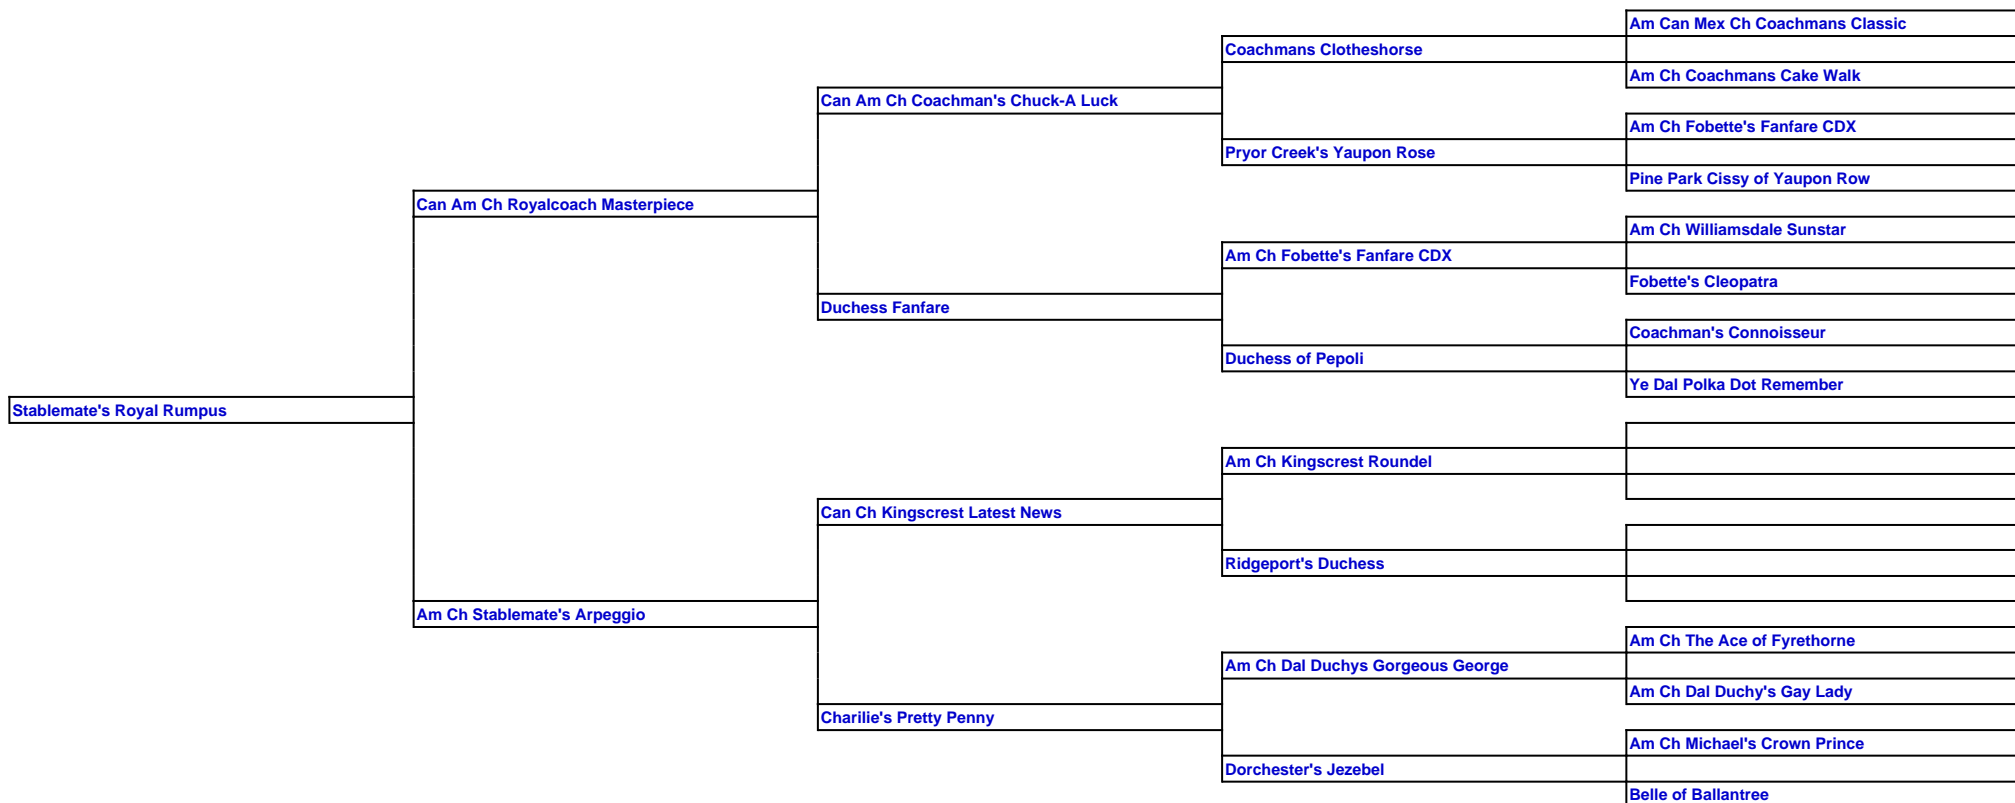 Am Can Mex Ch Coachmans Classic
Coachmans Clotheshorse
Am Ch Coachmans Cake Walk
Can Am Ch Coachman's Chuck-A Luck
Am Ch Fobette's Fanfare CDX
Pryor Creek's Yaupon Rose
Pine Park Cissy of Yaupon Row
Can Am Ch Royalcoach Masterpiece
Am Ch Williamsdale Sunstar
Am Ch Fobette's Fanfare CDX
Fobette's Cleopatra
Duchess Fanfare
Coachman's Connoisseur
Duchess of Pepoli
Ye Dal Polka Dot Remember
Stablemate's Royal Rumpus
Am Ch Kingscrest Roundel
Can Ch Kingscrest Latest News
Ridgeport's Duchess
Am Ch Stablemate's Arpeggio
Am Ch The Ace of Fyrethorne
Am Ch Dal Duchys Gorgeous George
Am Ch Dal Duchy's Gay Lady
Charilie's Pretty Penny
Am Ch Michael's Crown Prince
Dorchester's Jezebel
Belle of Ballantree